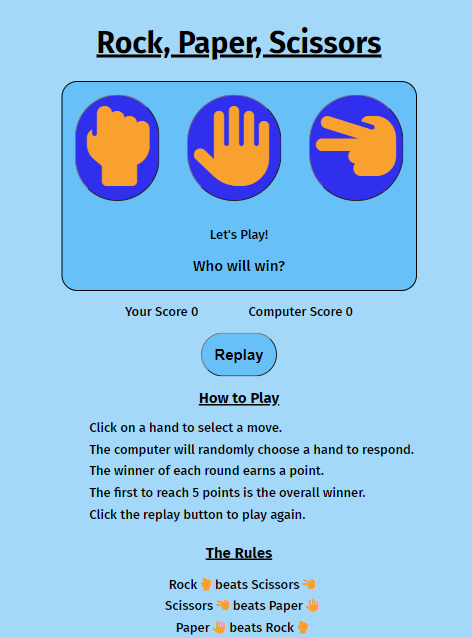 Rock, Paper, Scissors
Let's Play!
Who will win?
Your Score 0 Computer Score 0
Replay
How to Play
Click on a hand to select a move.
The computer will randomly choose a hand to respond.
The winner of each round earns a point.
The first to reach 5 points is the overall winner.
Click the replay button to play again.
The Rules
Rock beats Scissors
Scissors beats Paper
Paper beats Rock